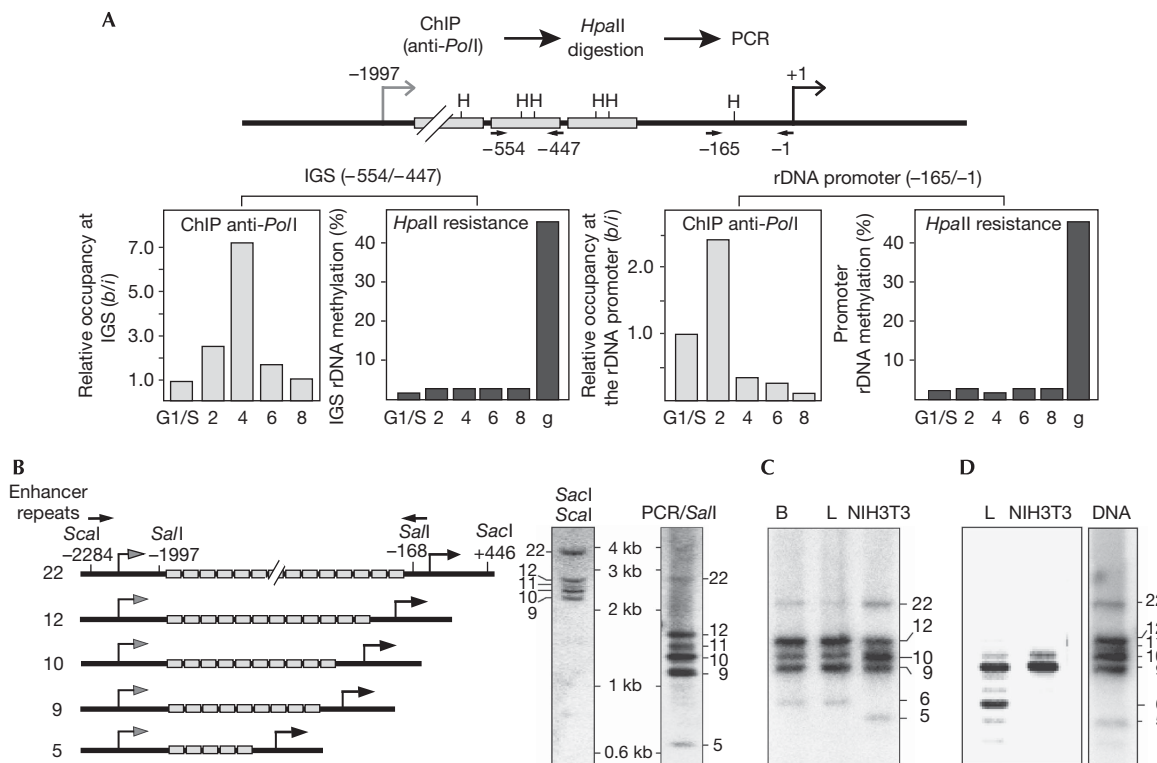 A
ChIP
(anti-PolI)
HpaII
digestion
PCR
−1997
+1
H
HH
HH
H
−554
−447
−165
−1
IGS (−554/−447)
rDNA promoter (−165/−1)
Relative occupancy at
IGS (b/i)
ChIP anti-PolI
7.0
5.0
3.0
1.0
G1/S 2 4 6 8
IGS rDNA methylation (%)
HpaII resistance
40
30
20
10
G1/S 2 4 6 8 g
Relative occupancy at
the rDNA promoter (b/i)
ChIP anti-PolI
2.0
1.0
G1/S 2 4 6 8
Promoter
rDNA methylation (%)
HpaII resistance
40
30
20
10
G1/S 2 4 6 8 g
B
Enhancer
repeats
ScaI
−2284
SalI
−1997
SalI
−168
SacI
+446
22
12
10
9
5
SacI
ScaI
22
12
11
10
9
4 kb
3 kb
2 kb
1 kb
0.6 kb
PCR/SalI
22
12
11
10
9
5
C
B L NIH3T3
22
12
10
9
6
5
D
L NIH3T3
DNA
22
12
10
9